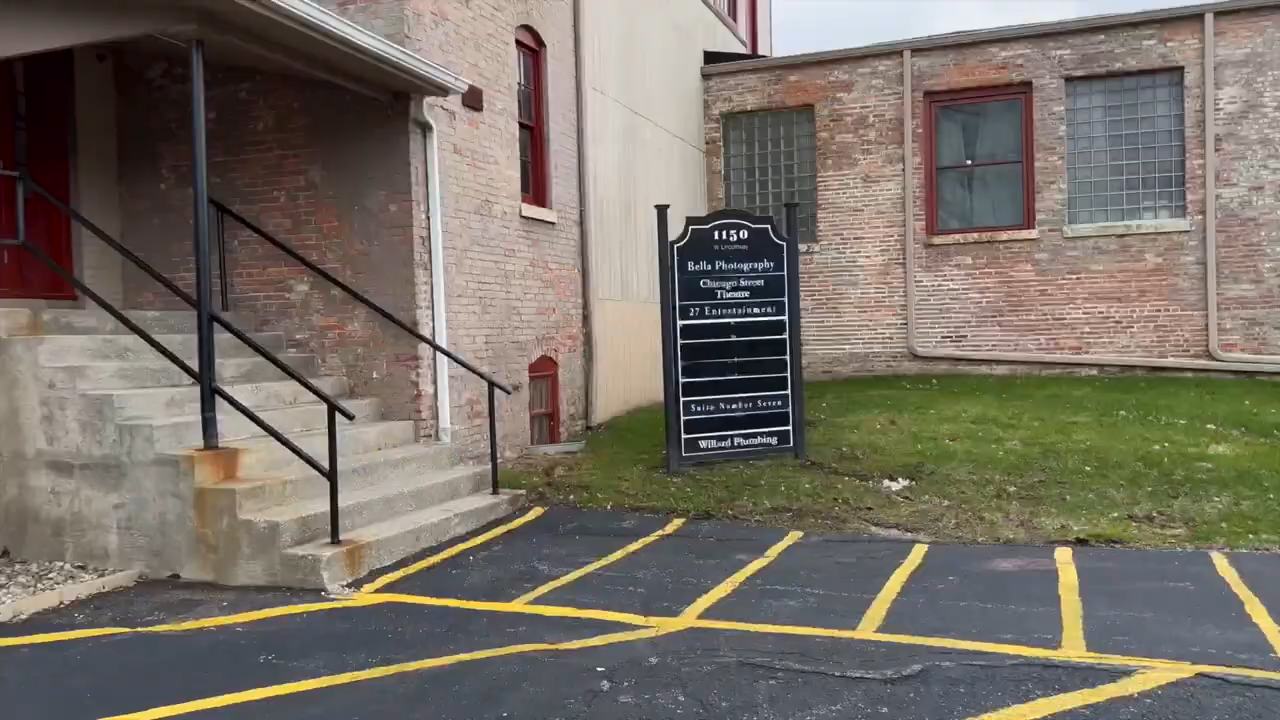 1150
Bella Photography
Chicago Street
Theatre
27 Entertainment
Suite Number Seven
Willard Plumbing